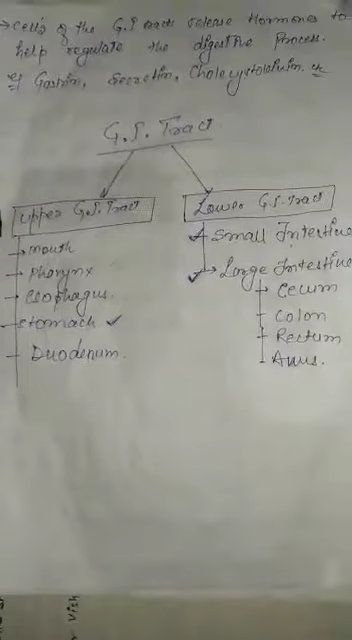 → Cells of the G.I tract release Hormones to
help regulate the digestive Process.
eg Gastrin, Secretin, Cholecystokinin. etc
G.I. Tract
Upper G.I. Tract
→ mouth
→ Pharynx
→ Esophagus.
- Stomach ✓
- Duodenum.
Lower G.I. Tract
Small Intestine
→ Large Intestine
→ Cecum
- Colon
→ Rectum
- Anus.